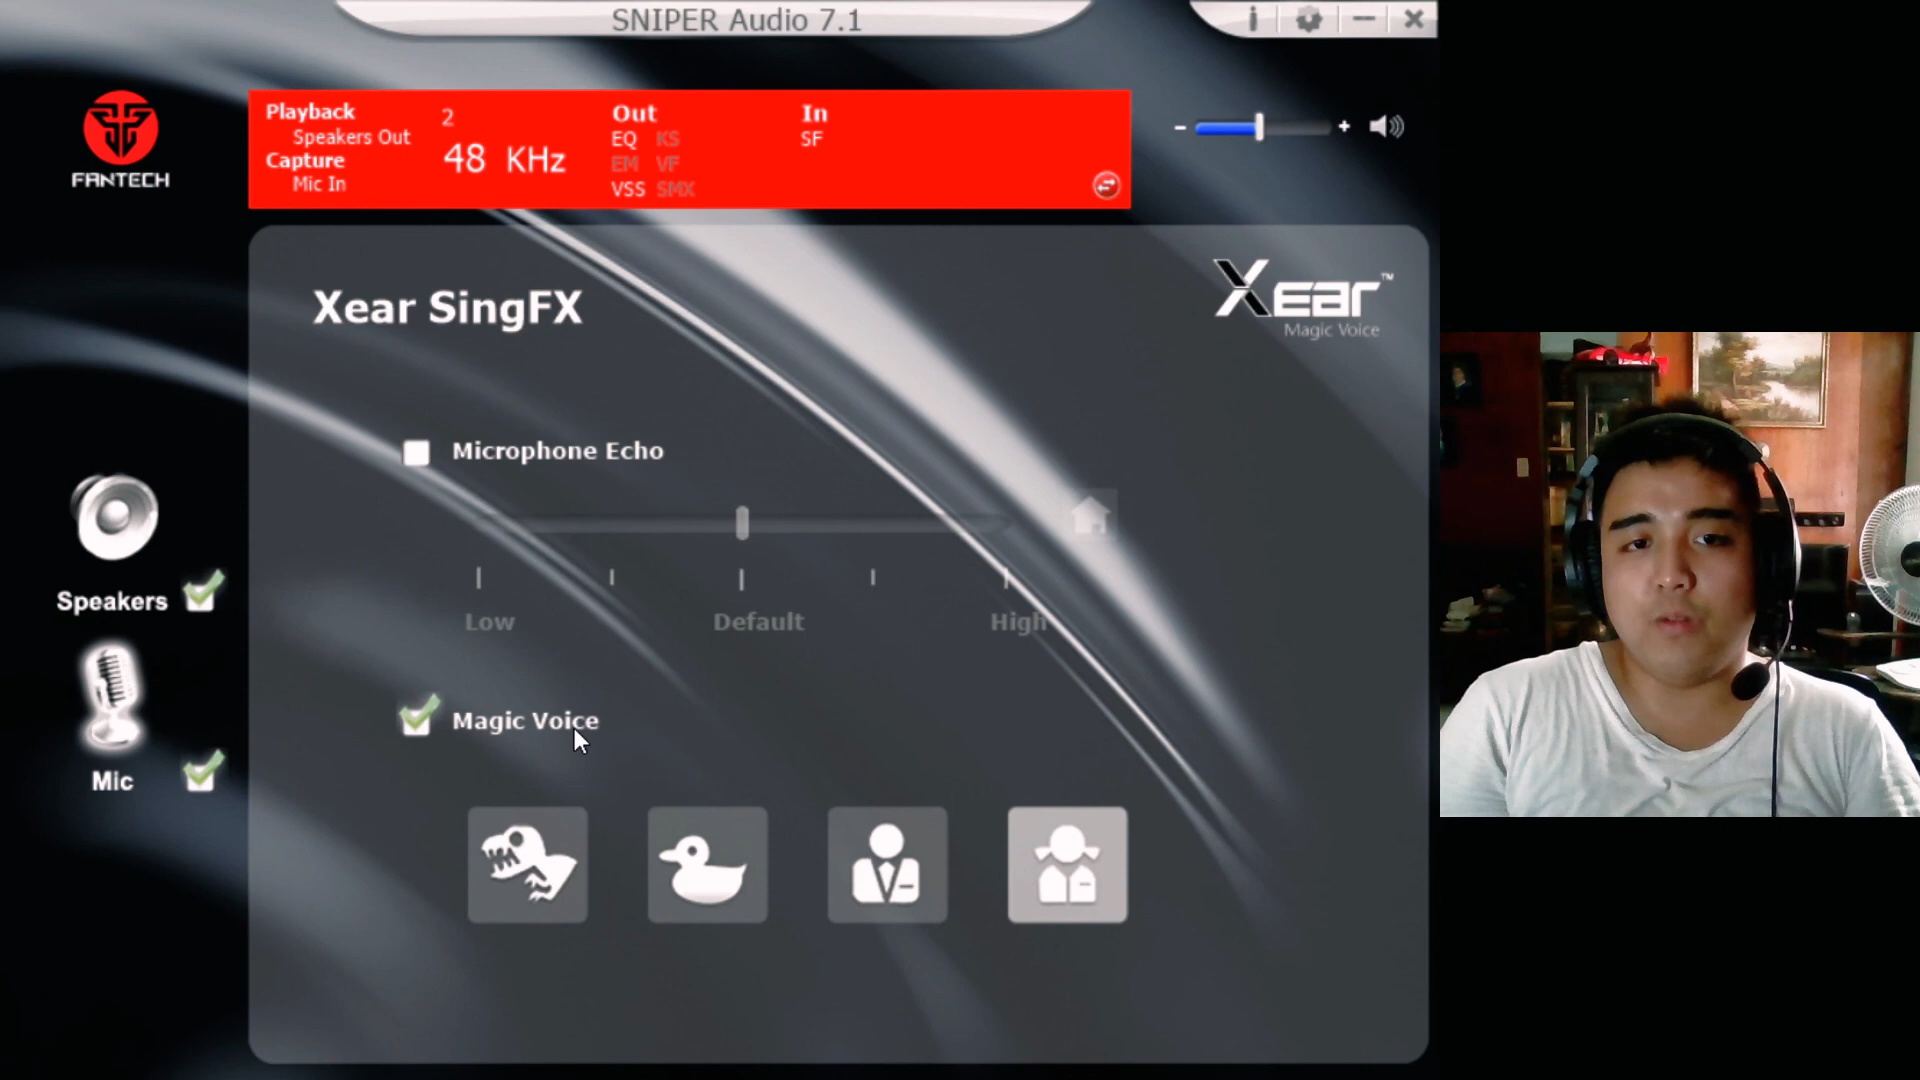 SNIPER Audio 7.1
FANTECH
Playback
Speakers Out
Capture
Mic In
2
48 KHz
Out
EQ KS
EM VF
VSS SMX
In
SF
- +
Xear SingFX
Xear™
Magic Voice
Microphone Echo
Low Default High
Magic Voice
Speakers
Mic